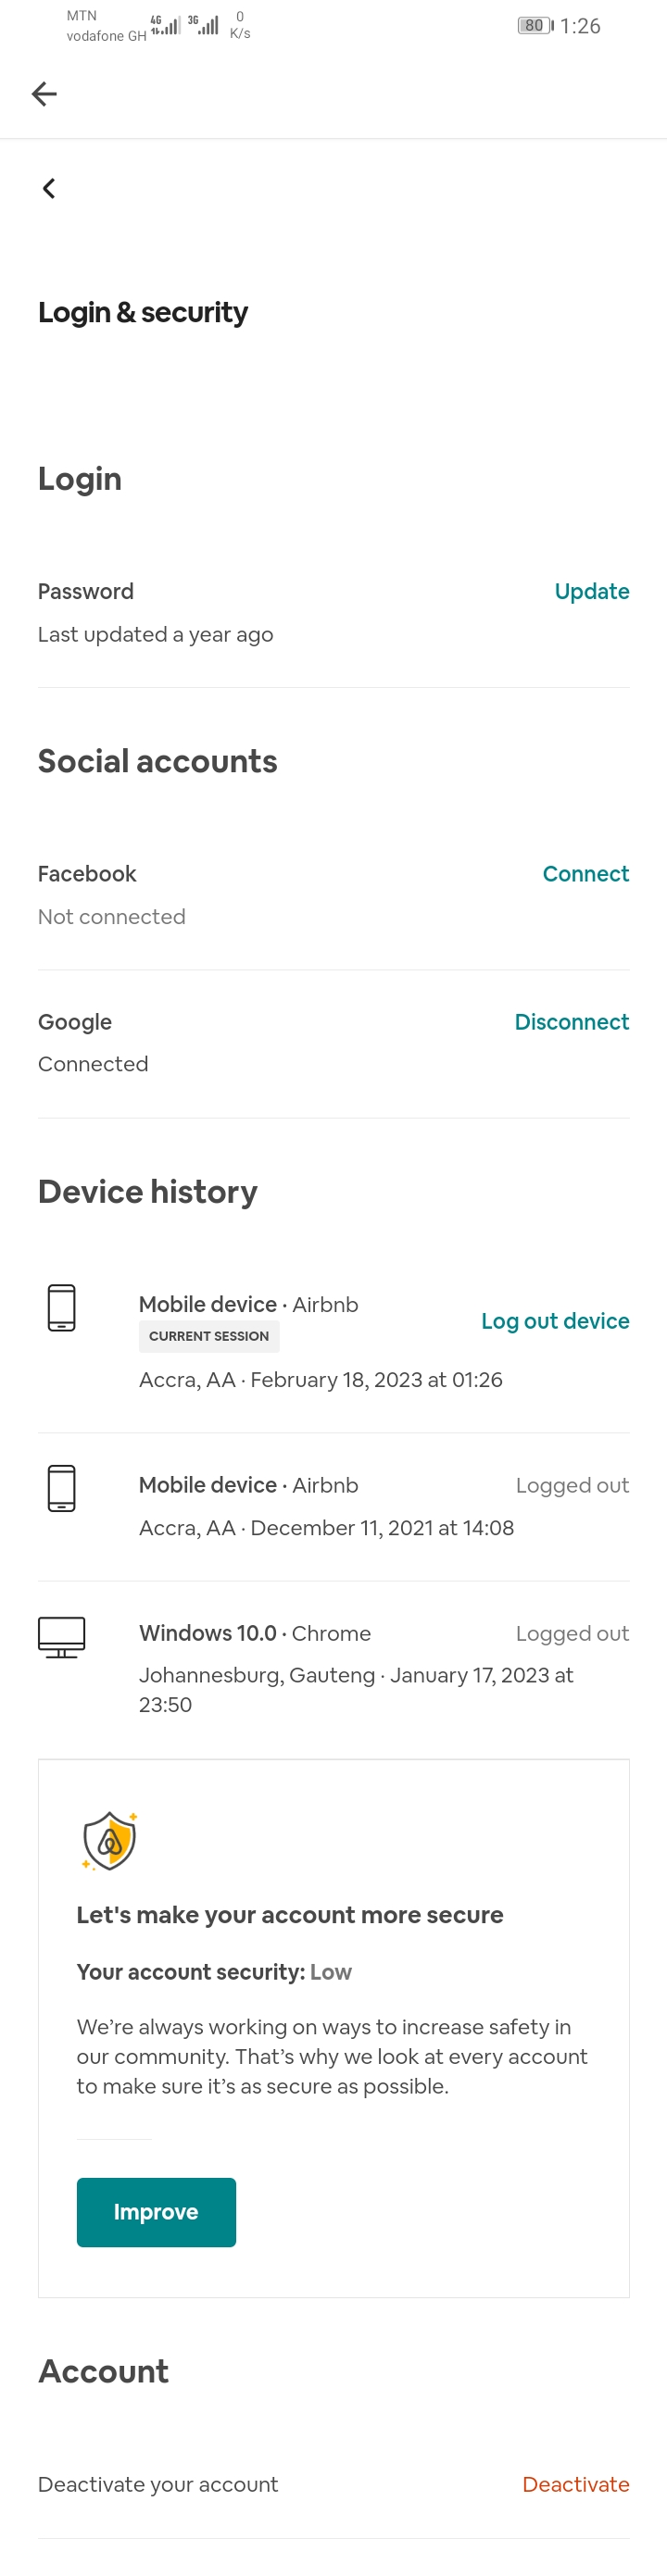 MTN
vodafone GH
4G
3G
0
K/s
80
1:26
Login & security
Login
Password
Update
Last updated a year ago
Social accounts
Facebook
Connect
Not connected
Google
Disconnect
Connected
Device history
Mobile device · Airbnb
CURRENT SESSION
Log out device
Accra, AA · February 18, 2023 at 01:26
Mobile device · Airbnb
Logged out
Accra, AA · December 11, 2021 at 14:08
Windows 10.0 · Chrome
Logged out
Johannesburg, Gauteng · January 17, 2023 at
23:50
Let's make your account more secure
Your account security: Low
We’re always working on ways to increase safety in
our community. That’s why we look at every account
to make sure it’s as secure as possible.
Improve
Account
Deactivate your account
Deactivate